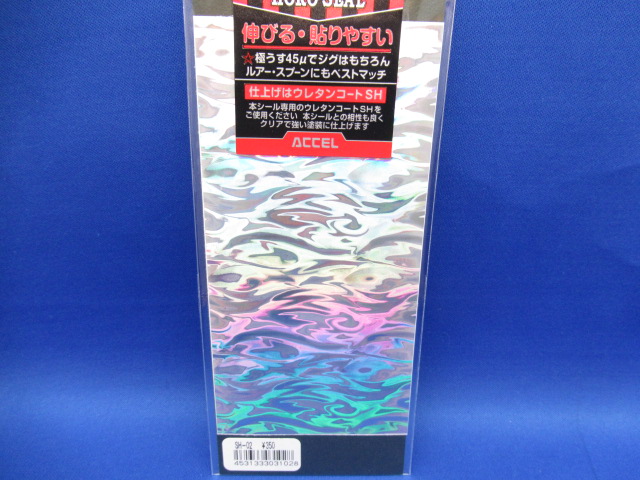 HORO SEAL
伸びる・貼りやすい
☆極うす45μでジグはもちろん
ルアー・スプーンにもベストマッチ
仕上げはウレタンコートSH
本シール専用のウレタンコートSHを
ご使用ください 本シールとの相性も良く
クリアで強い塗装に仕上げます
ACCEL
SH-02 ¥350
4531333031028